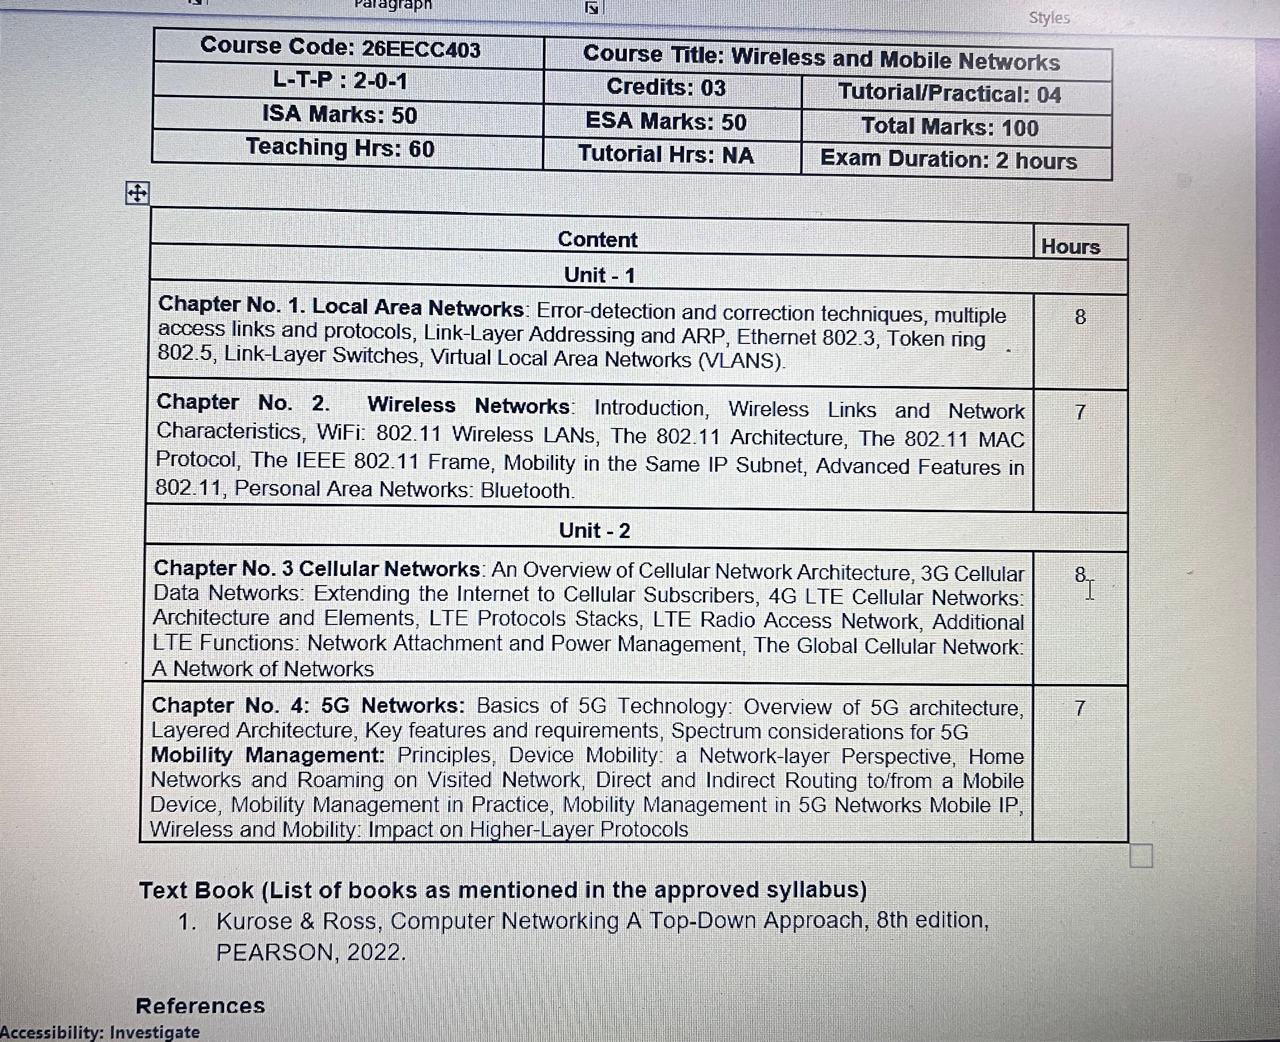 Paragraph
Styles
Course Code: 26EECC403
Course Title: Wireless and Mobile Networks
L-T-P : 2-0-1
Credits: 03
Tutorial/Practical: 04
ISA Marks: 50
ESA Marks: 50
Total Marks: 100
Teaching Hrs: 60
Tutorial Hrs: NA
Exam Duration: 2 hours
Content
Hours
Unit - 1
Chapter No. 1. Local Area Networks: Error-detection and correction techniques, multiple
access links and protocols, Link-Layer Addressing and ARP, Ethernet 802.3, Token ring
802.5, Link-Layer Switches, Virtual Local Area Networks (VLANS).
8
Chapter No. 2. Wireless Networks: Introduction, Wireless Links and Network
Characteristics, WiFi: 802.11 Wireless LANs, The 802.11 Architecture, The 802.11 MAC
Protocol, The IEEE 802.11 Frame, Mobility in the Same IP Subnet, Advanced Features in
802.11, Personal Area Networks: Bluetooth.
7
Unit - 2
Chapter No. 3 Cellular Networks: An Overview of Cellular Network Architecture, 3G Cellular
Data Networks: Extending the Internet to Cellular Subscribers, 4G LTE Cellular Networks:
Architecture and Elements, LTE Protocols Stacks, LTE Radio Access Network, Additional
LTE Functions: Network Attachment and Power Management, The Global Cellular Network:
A Network of Networks
8
Chapter No. 4: 5G Networks: Basics of 5G Technology: Overview of 5G architecture,
Layered Architecture, Key features and requirements, Spectrum considerations for 5G
Mobility Management: Principles, Device Mobility: a Network-layer Perspective, Home
Networks and Roaming on Visited Network, Direct and Indirect Routing to/from a Mobile
Device, Mobility Management in Practice, Mobility Management in 5G Networks Mobile IP,
Wireless and Mobility: Impact on Higher-Layer Protocols
7
Text Book (List of books as mentioned in the approved syllabus)
1. Kurose & Ross, Computer Networking A Top-Down Approach, 8th edition,
PEARSON, 2022.
References
Accessibility: Investigate